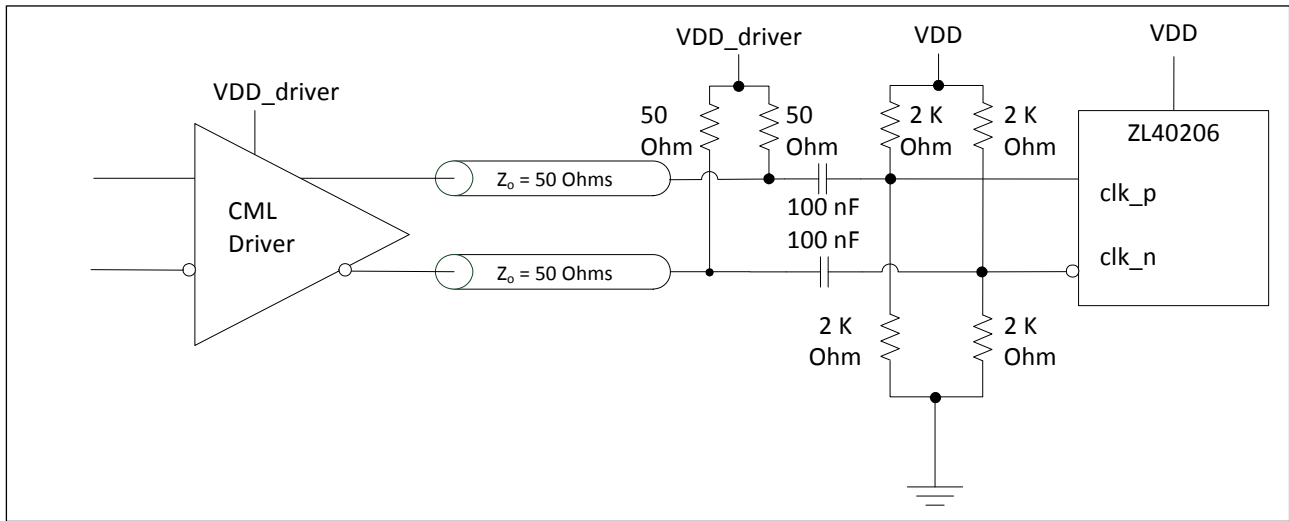 VDD_driver
VDD
VDD
VDD_driver
50
Ohm
50
Ohm
2 K
Ohm
2 K
Ohm
ZL40206
Zₒ = 50 Ohms
clk_p
CML
Driver
100 nF
100 nF
clk_n
Zₒ = 50 Ohms
2 K
Ohm
2 K
Ohm